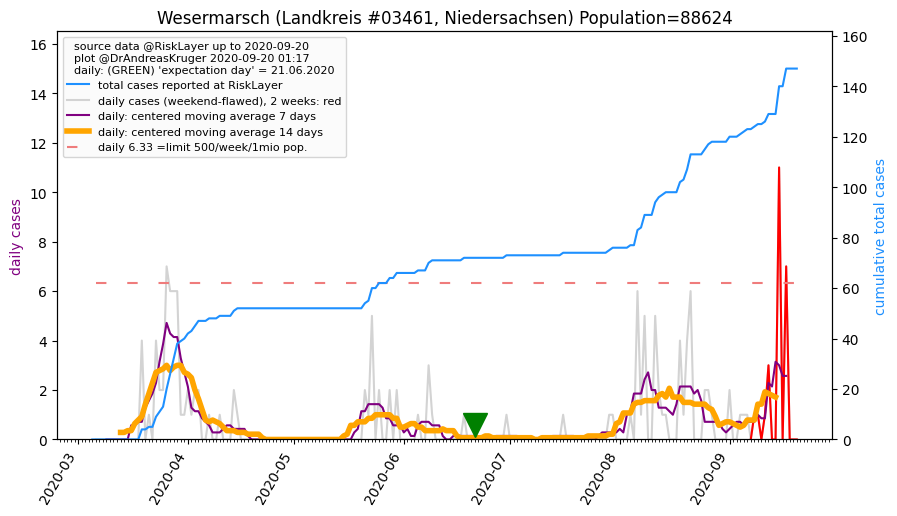 Wesermarsch (Landkreis #03461, Niedersachsen) Population=88624
source data @RiskLayer up to 2020-09-20
plot @DrAndreasKruger 2020-09-20 01:17
daily: (GREEN) 'expectation day' = 21.06.2020
total cases reported at RiskLayer
daily cases (weekend-flawed), 2 weeks: red
daily: centered moving average 7 days
daily: centered moving average 14 days
daily 6.33 =limit 500/week/1mio pop.
daily cases
16
14
12
10
8
6
4
2
0
160
140
120
100
80
60
40
20
0
cumulative total cases
2020-03
2020-04
2020-05
2020-06
2020-07
2020-08
2020-09